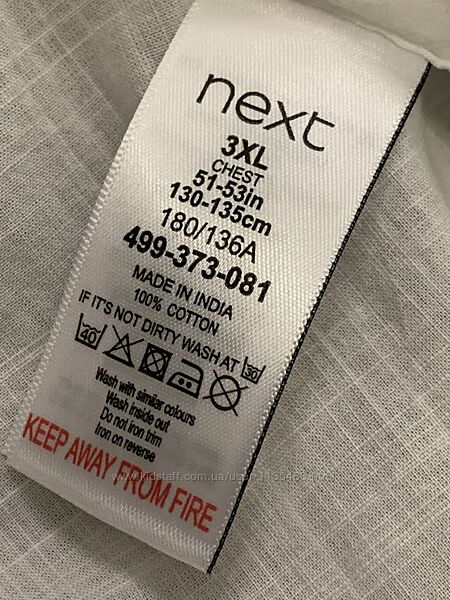 next
3XL
CHEST
51-53in
130-135cm
180/136A
499-373-081
MADE IN INDIA
100% COTTON
IF IT'S NOT DIRTY WASH AT 30
40
Wash with similar colours
Wash inside out
Do not iron trim
Iron on reverse
KEEP AWAY FROM FIRE